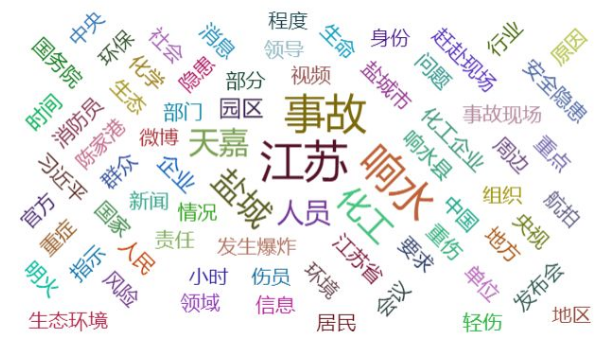 程度
中央
国务院
环保
社会
消息
领导
生命
身份
赶赴现场
行业
原因
化学
隐患
部分
视频
盐城市
问题
安全隐患
时间
消防员
生态
部门
园区
事故
化工企业
事故现场
陈家港
微博
天嘉
江苏
响水
响水县
周边
重点
习近平
群众
企业
盐城
人员
化工
中国
组织
航拍
官方
国家
新闻
情况
重伤
地方
央视
重症
人民
责任
发生爆炸
江苏省
要求
明火
指示
风险
小时
伤员
环境
会议
单位
发布会
领域
信息
生态环境
居民
轻伤
地区